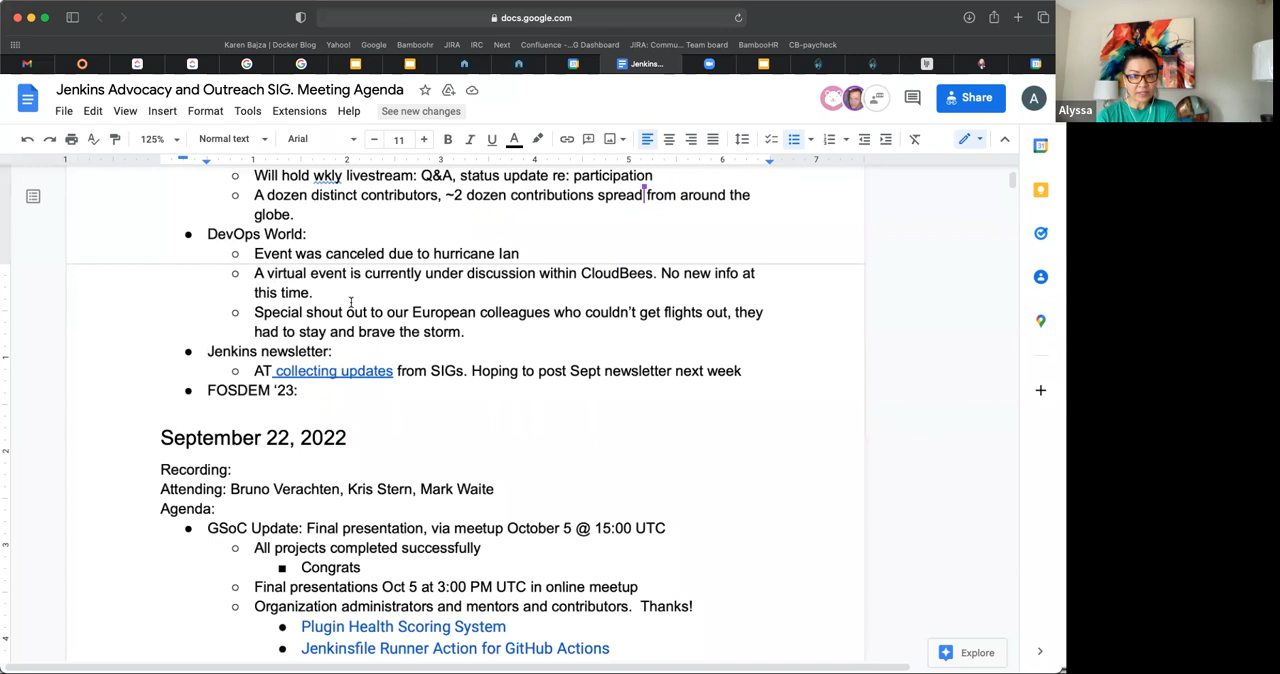 docs.google.com
Karen Bajza | Docker Blog Yahoo! Google Bamboohr JIRA IRC Next Confluence -...G Dashboard JIRA: Commu... Team board BambooHR CB-paycheck
Jenkins...
Jenkins Advocacy and Outreach SIG. Meeting Agenda
File Edit View Insert Format Tools Extensions Help See new changes
Share
A
Alyssa
125% Normal text Arial 11 B I U A
1 1 2 3 4 5 6 7
Will hold wkly livestream: Q&A, status update re: participation
A dozen distinct contributors, ~2 dozen contributions spread from around the
globe.
DevOps World:
Event was canceled due to hurricane Ian
A virtual event is currently under discussion within CloudBees. No new info at
this time.
Special shout out to our European colleagues who couldn't get flights out, they
had to stay and brave the storm.
Jenkins newsletter:
AT collecting updates from SIGs. Hoping to post Sept newsletter next week
FOSDEM '23:
September 22, 2022
Recording:
Attending: Bruno Verachten, Kris Stern, Mark Waite
Agenda:
GSoC Update: Final presentation, via meetup October 5 @ 15:00 UTC
All projects completed successfully
Congrats
Final presentations Oct 5 at 3:00 PM UTC in online meetup
Organization administrators and mentors and contributors. Thanks!
Plugin Health Scoring System
Jenkinsfile Runner Action for GitHub Actions
Explore